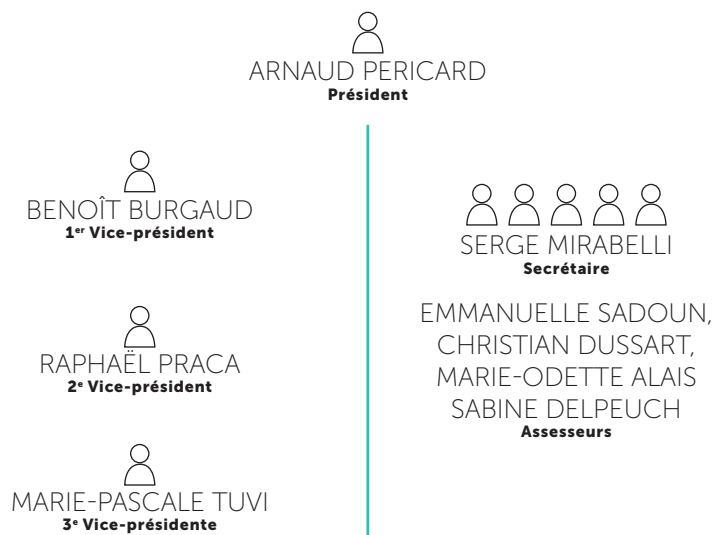 ARNAUD PERICARD
Président
BENOÎT BURGAUD
1er Vice-président
RAPHAËL PRACA
2e Vice-président
MARIE-PASCALE TUVI
3e Vice-présidente
SERGE MIRABELLI
Secrétaire
EMMANUELLE SADOUN,
CHRISTIAN DUSSART,
MARIE-ODETTE ALAIS
SABINE DELPEUCH
Assesseurs